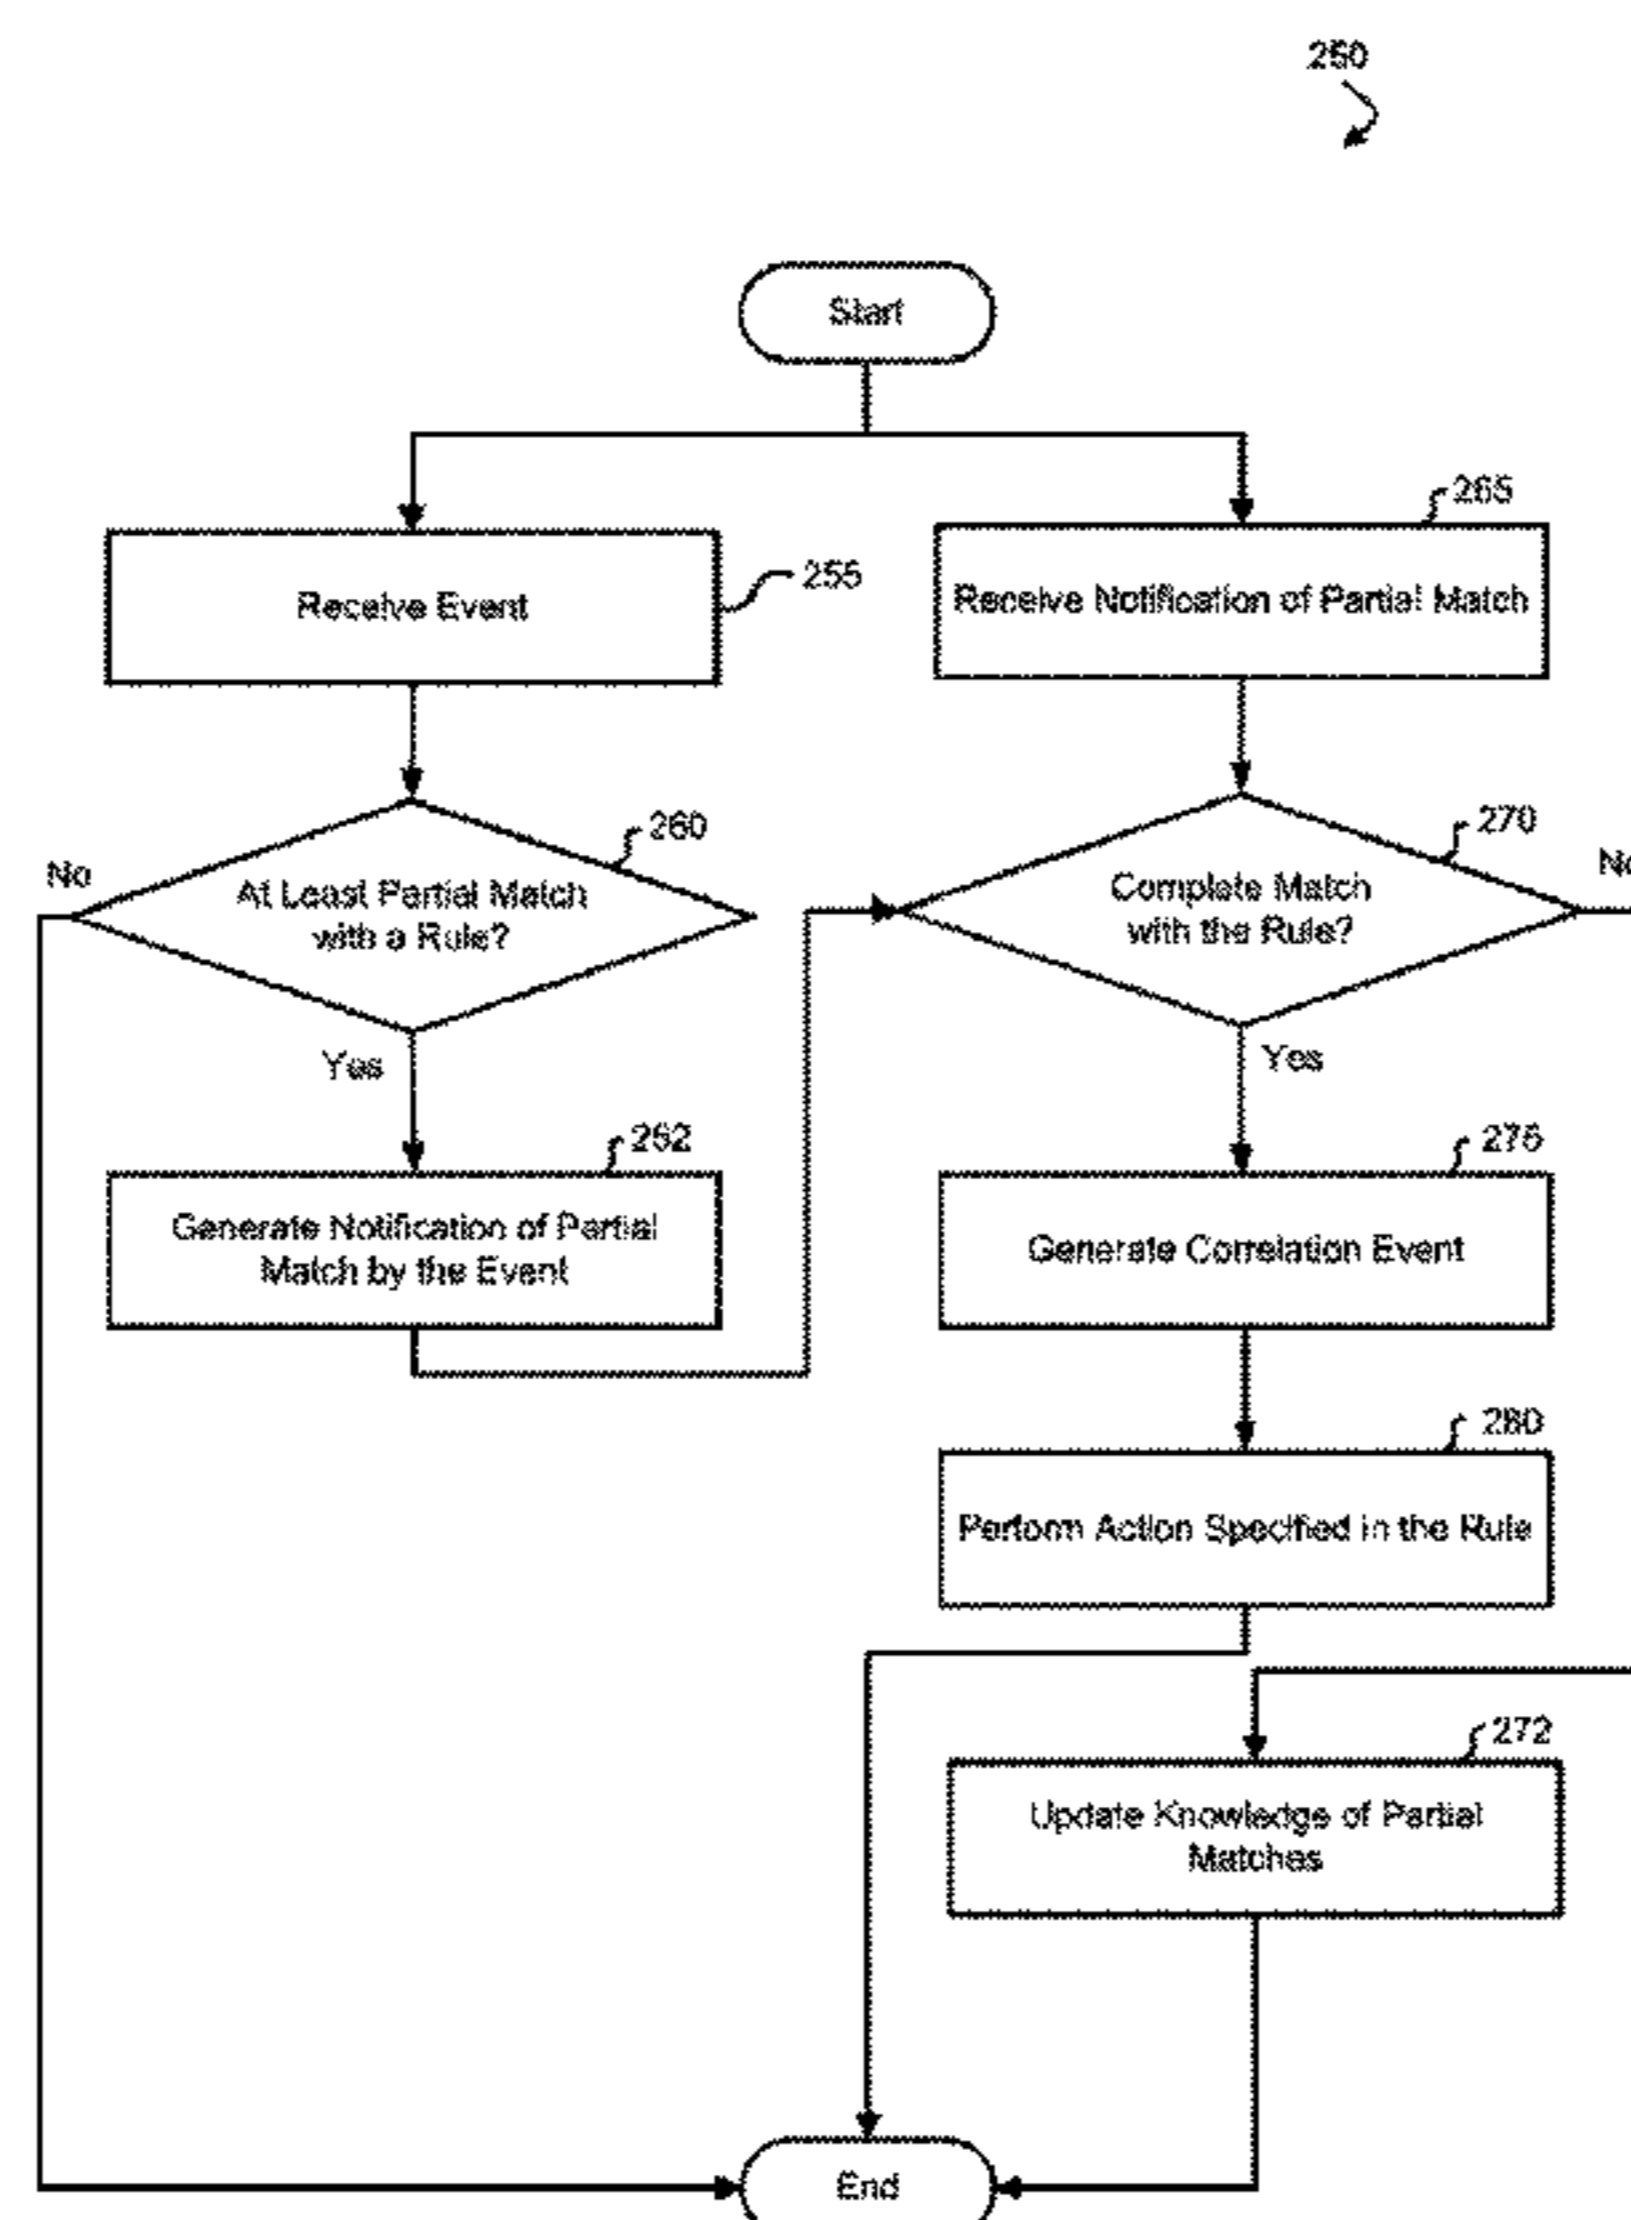 250
Start
265
255
Receive Event
Receive Notification of Partial Match
260
270
No
At Least Partial Match
with a Rule?
Complete Match
with the Rule?
No
Yes
Yes
262
275
Generate Notification of Partial
Match by the Event
Generate Correlation Event
280
Perform Action Specified in the Rule
272
Update Knowledge of Partial
Matches
End